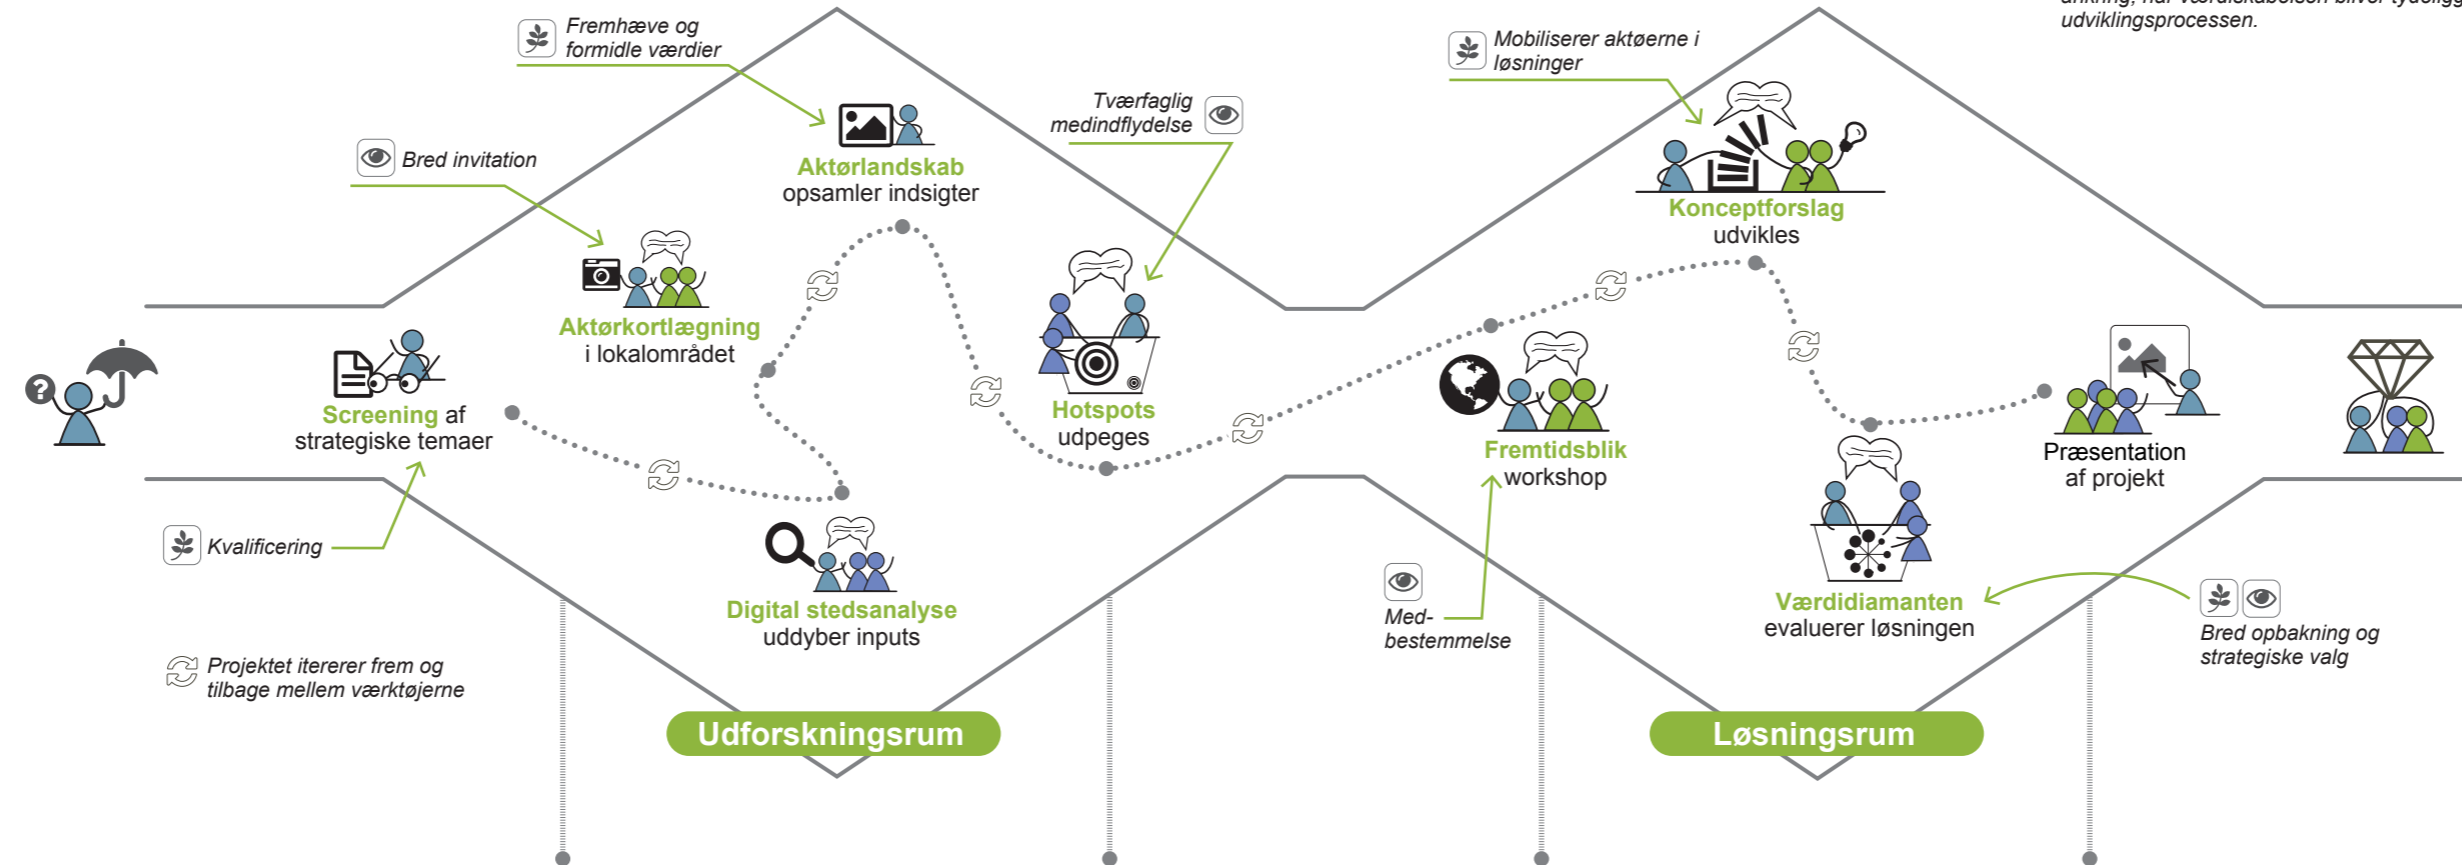 udviklingsprocessen.
Fremhæve og
formidle værdier
Mobiliserer aktøerne i
løsninger
Tværfaglig
medindflydelse
Bred invitation
Aktørlandskab
opsamler indsigter
Konceptforslag
udvikles
Aktørkortlægning
i lokalområdet
?
Screening af
strategiske temaer
Hotspots
udpeges
Fremtidsblik
workshop
Præsentation
af projekt
Kvalificering
Digital stedsanalyse
uddyber inputs
Med-
bestemmelse
Værdidiamanten
evaluerer løsningen
Bred opbakning og
strategiske valg
Projektet itererer frem og
tilbage mellem værktøjerne
Udforskningsrum
Løsningsrum